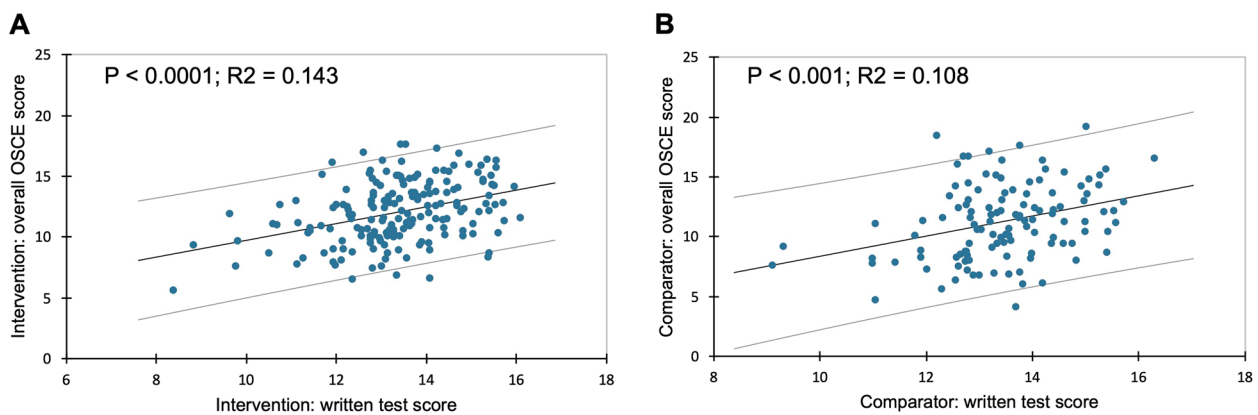 A
P < 0.0001; R2 = 0.143
Intervention: overall OSCE score
25
20
15
10
5
0
6 8 10 12 14 16 18
Intervention: written test score
B
P < 0.001; R2 = 0.108
Comparator: overall OSCE score
25
20
15
10
5
0
8 10 12 14 16 18
Comparator: written test score